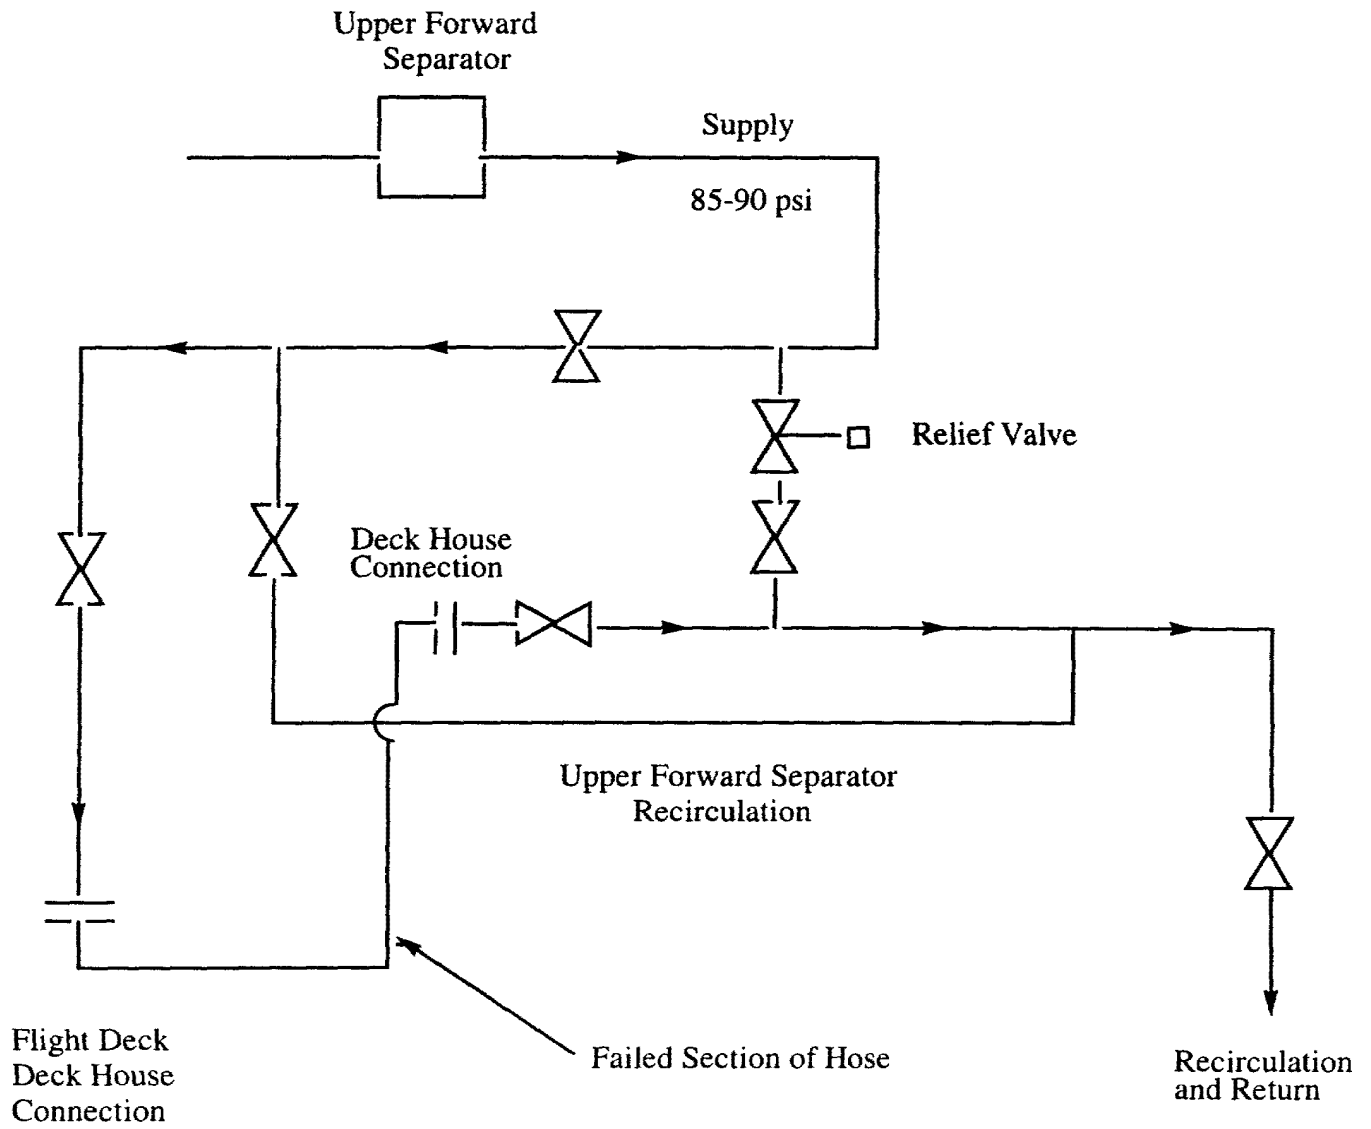 Upper Forward
Separator
Supply
85-90 psi
Relief Valve
Deck House
Connection
Upper Forward Separator
Recirculation
Failed Section of Hose
Flight Deck
Deck House
Connection
Recirculation
and Return